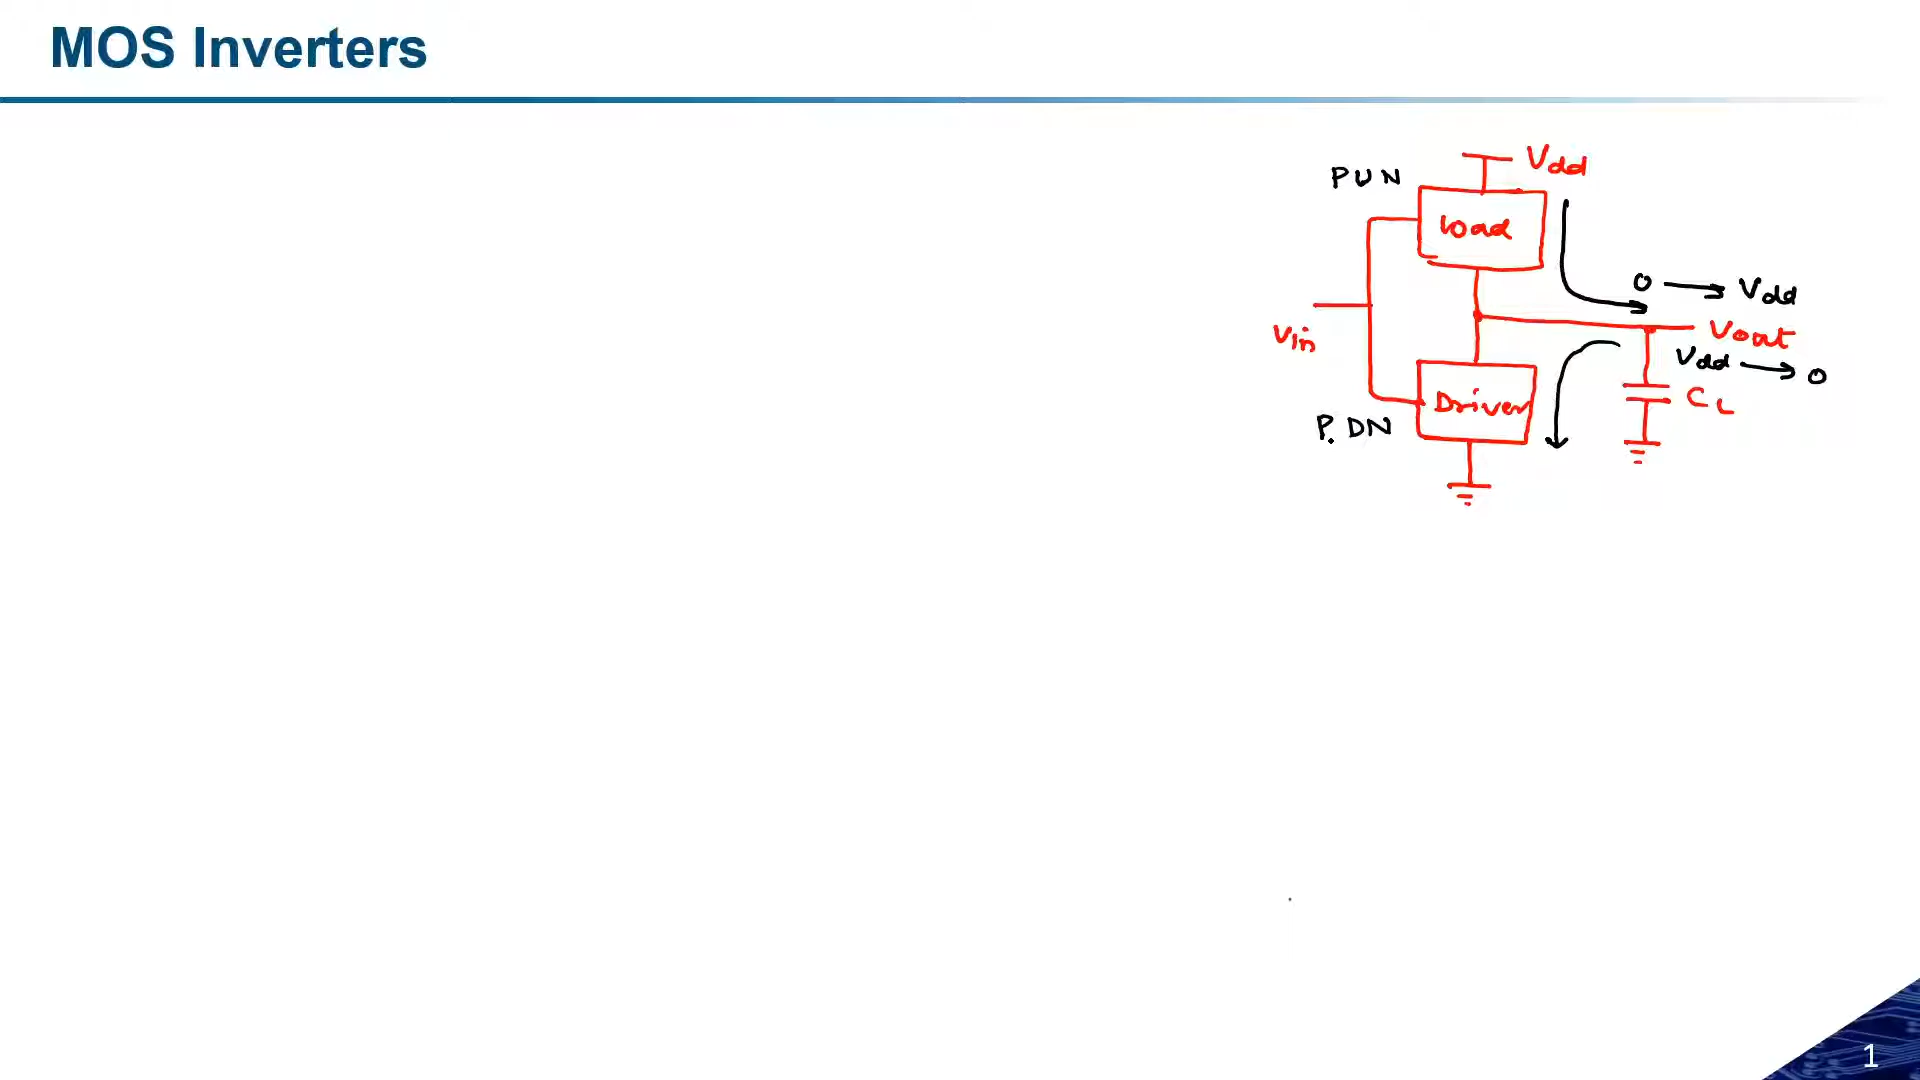 MOS Inverters
Vdd
PUN
Load
0 → Vdd
Vin
Vout
Vdd → 0
CL
Driver
P.DN
1